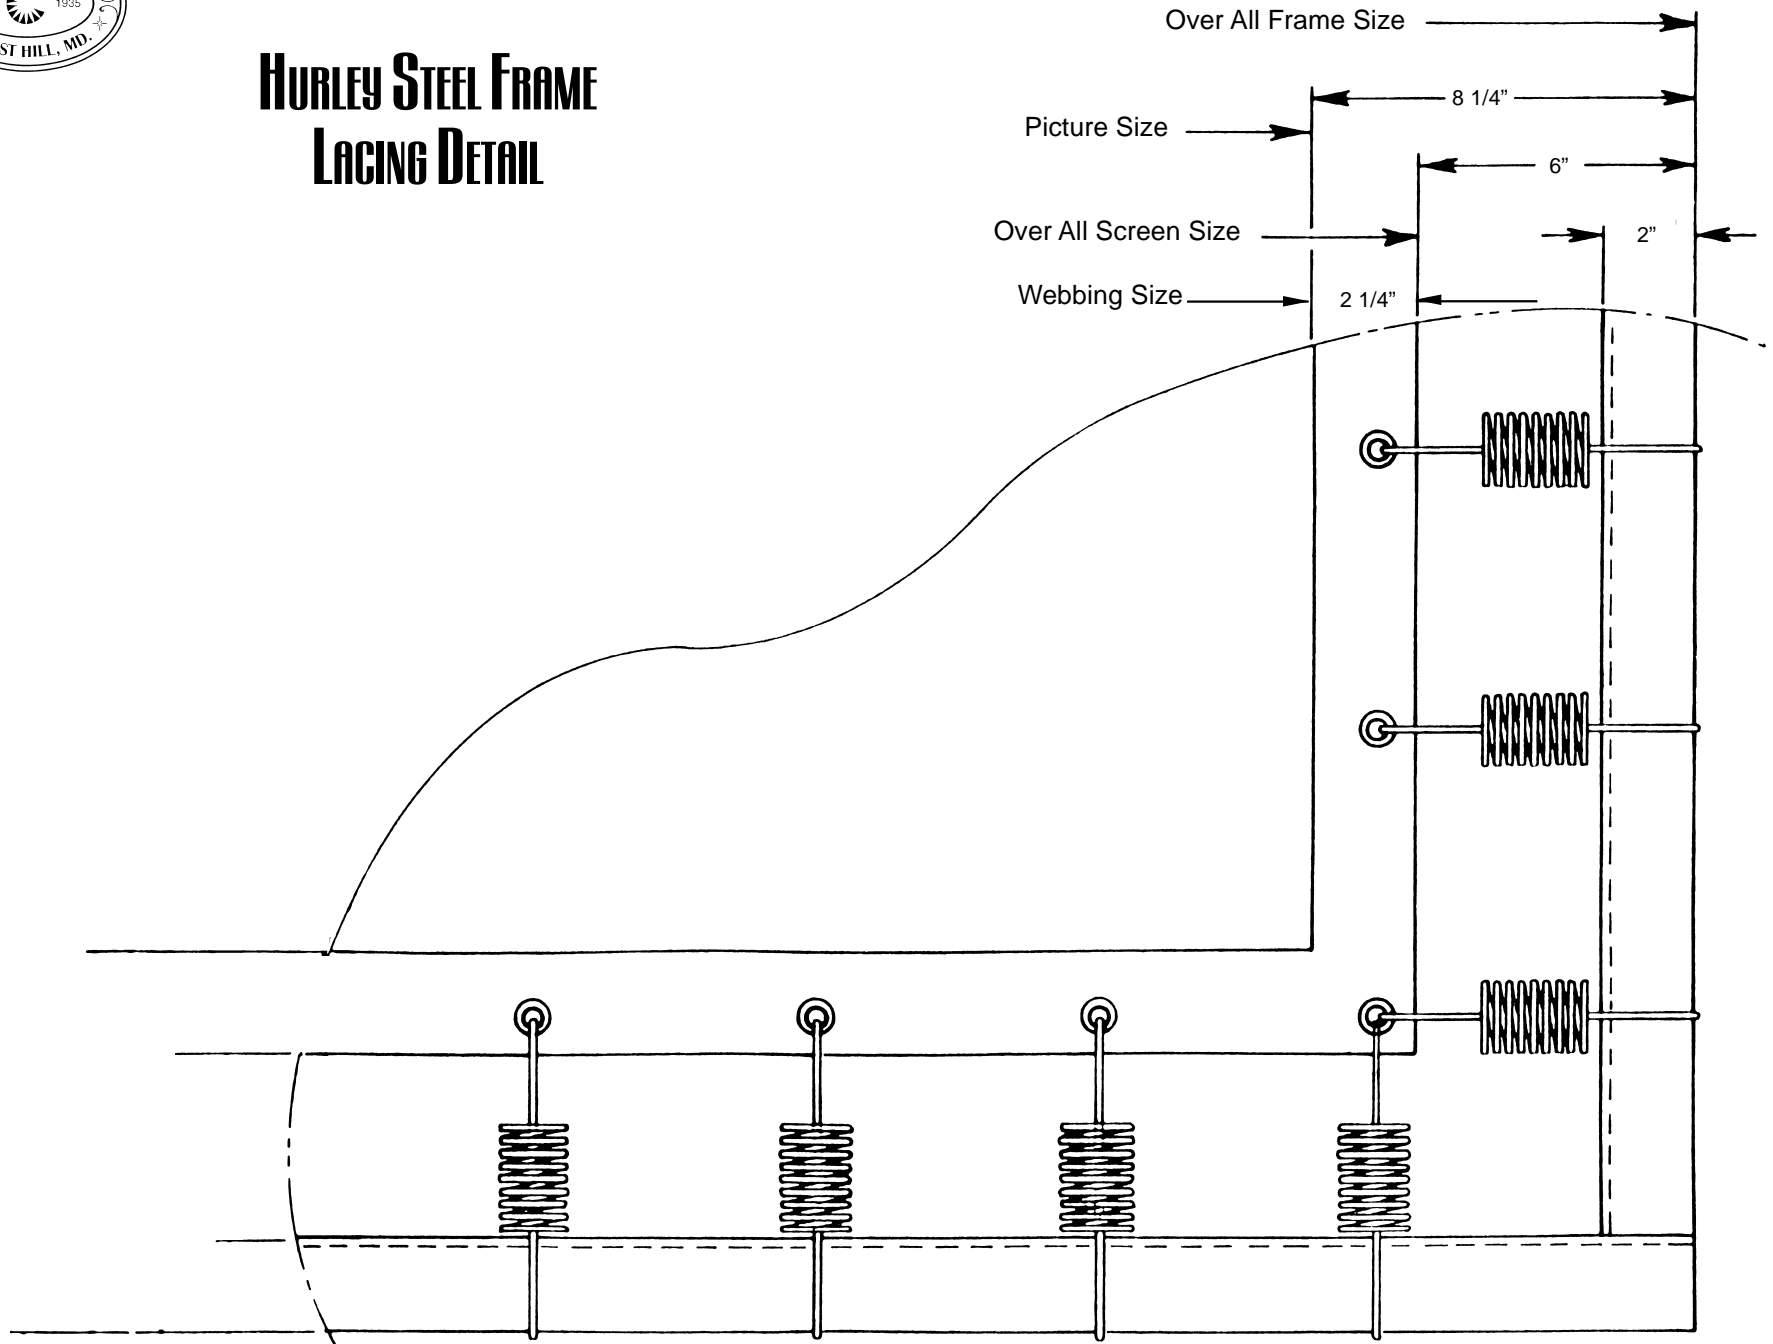 1935
ST HILL, MD.
HURLEY STEEL FRAME
LACING DETAIL
Over All Frame Size
8 1/4”
Picture Size
6”
Over All Screen Size
2”
Webbing Size
2 1/4”